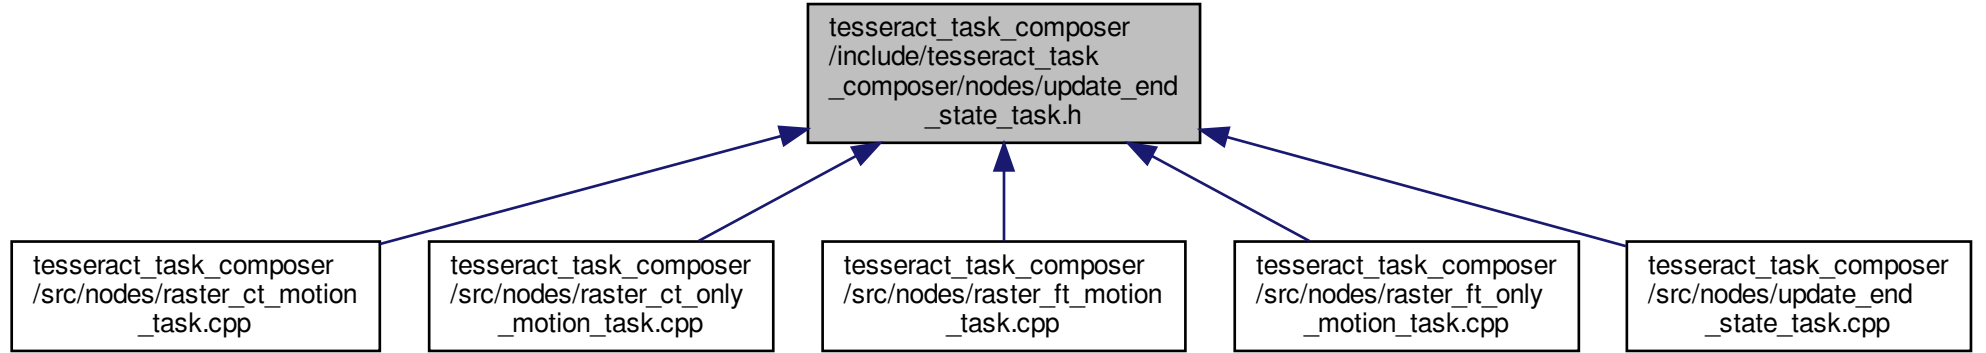 tesseract_task_composer
/include/tesseract_task
_composer/nodes/update_end
_state_task.h
tesseract_task_composer
/src/nodes/raster_ct_motion
_task.cpp
tesseract_task_composer
/src/nodes/raster_ct_only
_motion_task.cpp
tesseract_task_composer
/src/nodes/raster_ft_motion
_task.cpp
tesseract_task_composer
/src/nodes/raster_ft_only
_motion_task.cpp
tesseract_task_composer
/src/nodes/update_end
_state_task.cpp